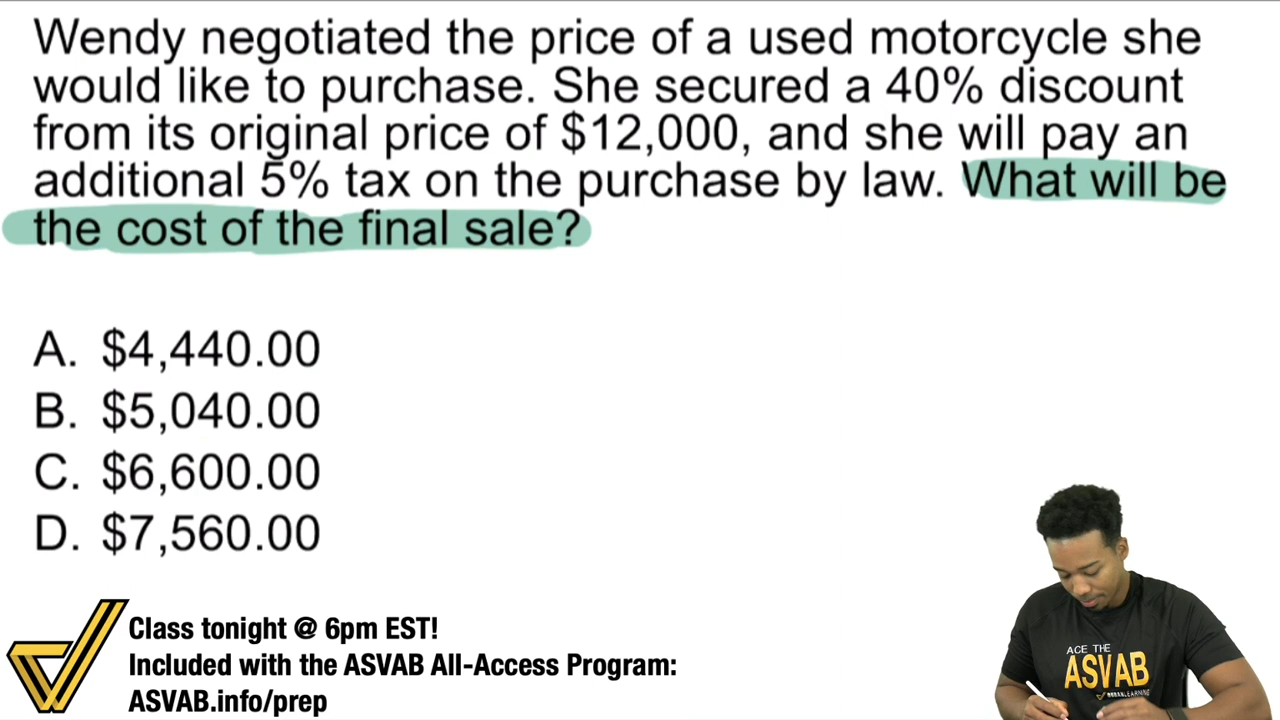 Wendy negotiated the price of a used motorcycle she
would like to purchase. She secured a 40% discount
from its original price of $12,000, and she will pay an
additional 5% tax on the purchase by law. What will be
the cost of the final sale?
A. $4,440.00
B. $5,040.00
C. $6,600.00
D. $7,560.00
Class tonight @ 6pm EST!
Included with the ASVAB All-Access Program:
ASVAB.info/prep
ACE THE
ASVAB